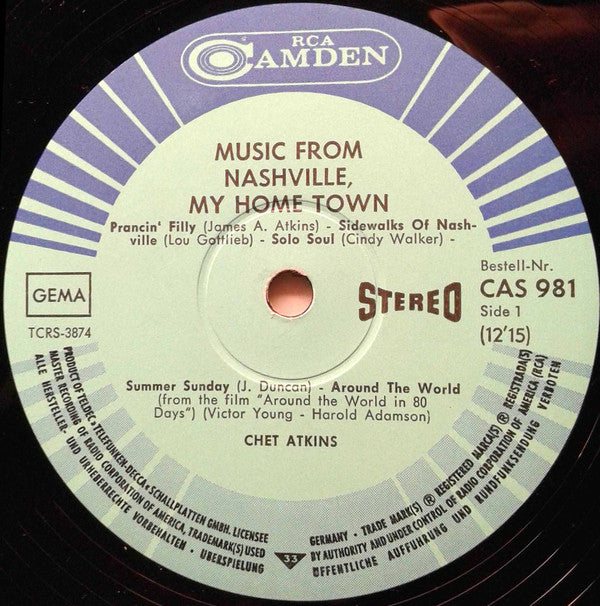 RCA
CAMDEN
MUSIC FROM
NASHVILLE,
MY HOME TOWN
Prancin' Filly (James A. Atkins) - Sidewalks Of Nash-
ville (Lou Gottlieb) - Solo Soul (Cindy Walker) -
GEMA
TCRS-3874
STEREO
Bestell-Nr.
CAS 981
Side 1
(12'15)
Summer Sunday (J. Duncan) - Around The World
(from the film "Around the World in 80
Days") (Victor Young - Harold Adamson)
CHET ATKINS
PRODUCT OF TELDEC »TELEFUNKEN-DECCA« SCHALLPLATTEN GMBH. LICENSEE
MASTER RECORDING OF RADIO CORPORATION OF AMERICA, TRADEMARK(S) USED
ALLE HERSTELLER- UND URHEBERRECHTE VORBEHALTEN - ÜBERSPIELUNG
33
GERMANY - TRADE MARK(S) ® REGISTERED MARCA(S) ® REGISTRADA(S)
BY AUTHORITY AND UNDER CONTROL OF RADIO CORPORATION OF AMERICA (RCA)
ÖFFENTLICHE AUFFÜHRUNG UND RUNDFUNKSENDUNG VERBOTEN